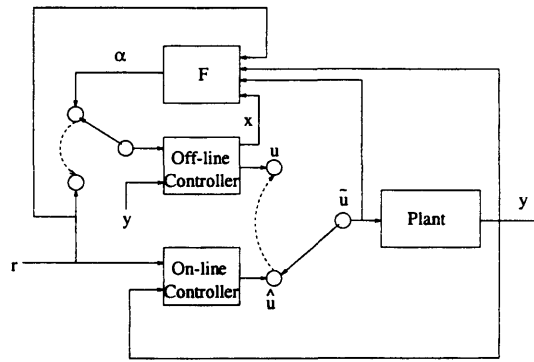 α
F
x
Off-line
Controller
u
y
ũ
Plant
y
r
On-line
Controller
û